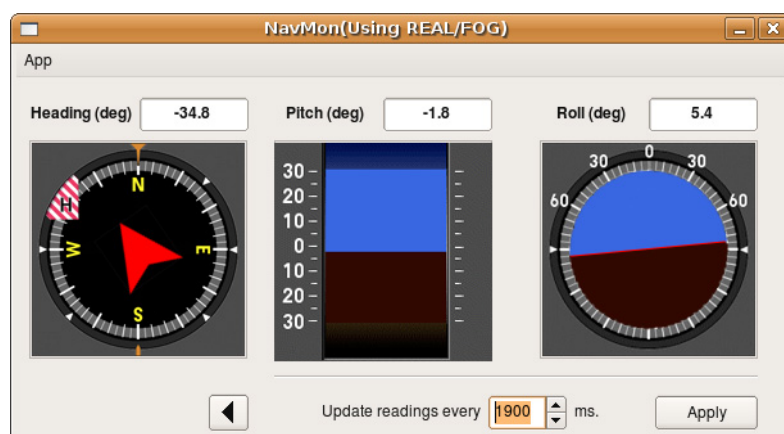 NavMon(Using REAL/FOG)
App
Heading (deg) -34.8
Pitch (deg) -1.8
Roll (deg) 5.4
N
H
W
E
S
30
20
10
0
10
20
30
0
30
30
60
60
Update readings every 1900 ms.
Apply